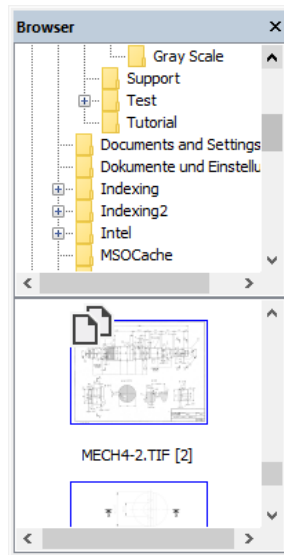 Browser
Gray Scale
Support
Test
Tutorial
Documents and Settings
Dokumente und Einstellu
Indexing
Indexing2
Intel
MSOCache
MECH4-2.TIF [2]